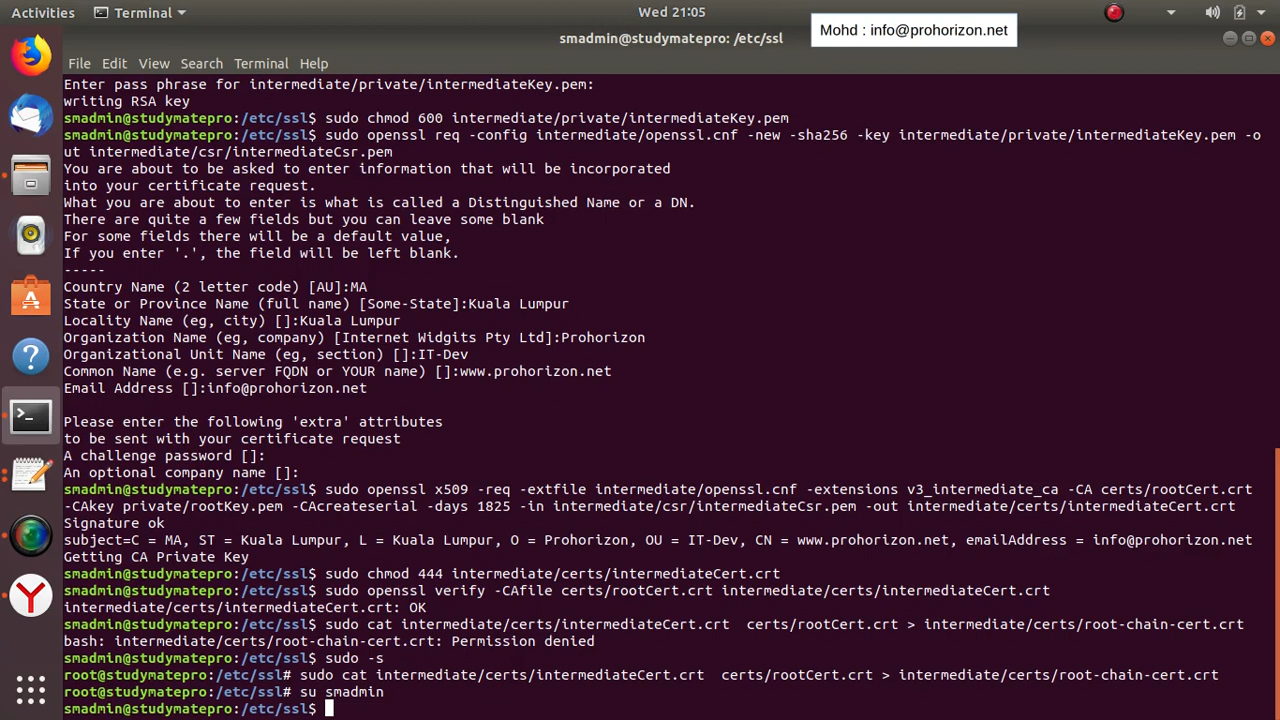 Activities Terminal Wed 21:05
Mohd : info@prohorizon.net
smadmin@studymatepro: /etc/ssl
File Edit View Search Terminal Help
Enter pass phrase for intermediate/private/intermediateKey.pem:
writing RSA key
smadmin@studymatepro:/etc/ssl$ sudo chmod 600 intermediate/private/intermediateKey.pem
smadmin@studymatepro:/etc/ssl$ sudo openssl req -config intermediate/openssl.cnf -new -sha256 -key intermediate/private/intermediateKey.pem -o
ut intermediate/csr/intermediateCsr.pem
You are about to be asked to enter information that will be incorporated
into your certificate request.
What you are about to enter is what is called a Distinguished Name or a DN.
There are quite a few fields but you can leave some blank
For some fields there will be a default value,
If you enter '.', the field will be left blank.
-----
Country Name (2 letter code) [AU]:MA
State or Province Name (full name) [Some-State]:Kuala Lumpur
Locality Name (eg, city) []:Kuala Lumpur
Organization Name (eg, company) [Internet Widgits Pty Ltd]:Prohorizon
Organizational Unit Name (eg, section) []:IT-Dev
Common Name (e.g. server FQDN or YOUR name) []:www.prohorizon.net
Email Address []:info@prohorizon.net

Please enter the following 'extra' attributes
to be sent with your certificate request
A challenge password []:
An optional company name []:
smadmin@studymatepro:/etc/ssl$ sudo openssl x509 -req -extfile intermediate/openssl.cnf -extensions v3_intermediate_ca -CA certs/rootCert.crt
-CAkey private/rootKey.pem -CAcreateserial -days 1825 -in intermediate/csr/intermediateCsr.pem -out intermediate/certs/intermediateCert.crt
Signature ok
subject=C = MA, ST = Kuala Lumpur, L = Kuala Lumpur, O = Prohorizon, OU = IT-Dev, CN = www.prohorizon.net, emailAddress = info@prohorizon.net
Getting CA Private Key
smadmin@studymatepro:/etc/ssl$ sudo chmod 444 intermediate/certs/intermediateCert.crt
smadmin@studymatepro:/etc/ssl$ sudo openssl verify -CAfile certs/rootCert.crt intermediate/certs/intermediateCert.crt
intermediate/certs/intermediateCert.crt: OK
smadmin@studymatepro:/etc/ssl$ sudo cat intermediate/certs/intermediateCert.crt  certs/rootCert.crt > intermediate/certs/root-chain-cert.crt
bash: intermediate/certs/root-chain-cert.crt: Permission denied
smadmin@studymatepro:/etc/ssl$ sudo -s
root@studymatepro:/etc/ssl# sudo cat intermediate/certs/intermediateCert.crt  certs/rootCert.crt > intermediate/certs/root-chain-cert.crt
root@studymatepro:/etc/ssl# su smadmin
smadmin@studymatepro:/etc/ssl$